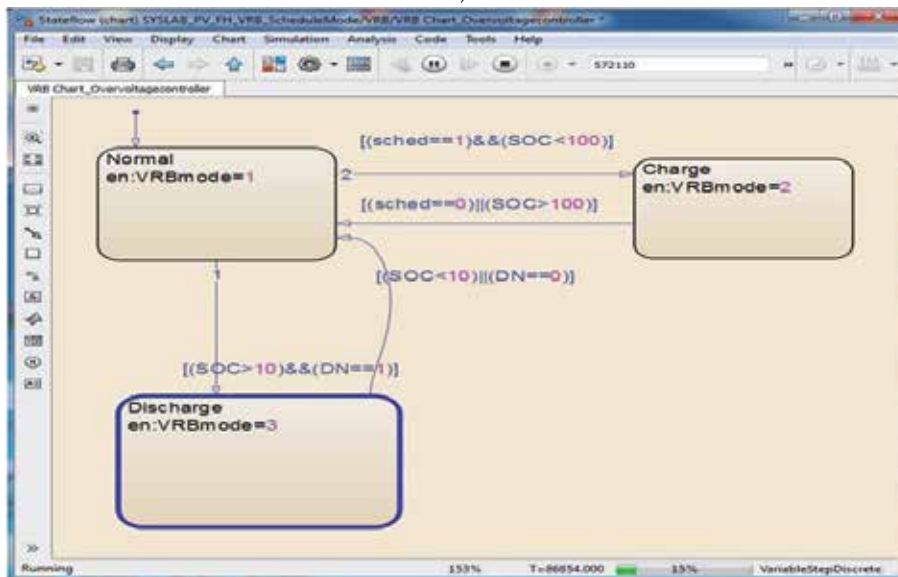 Stateflow (chart) SYSLAB_PV_FH_VRB_ScheduleMode/VRB/VRB Chart_Overvoltagecontroller *
File Edit View Display Chart Simulation Analysis Code Tools Help
572110
VRB Chart_Overvoltagecontroller
[(sched==1)&&(SOC<100)]
Normal
en:VRBmode=1
2
Charge
en:VRBmode=2
[(sched==0)||(SOC>100)]
1
[(SOC<10)||(DN==0)]
[(SOC>10)&&(DN==1)]
Discharge
en:VRBmode=3
Running 153% T=86854.000 15% VariableStepDiscrete